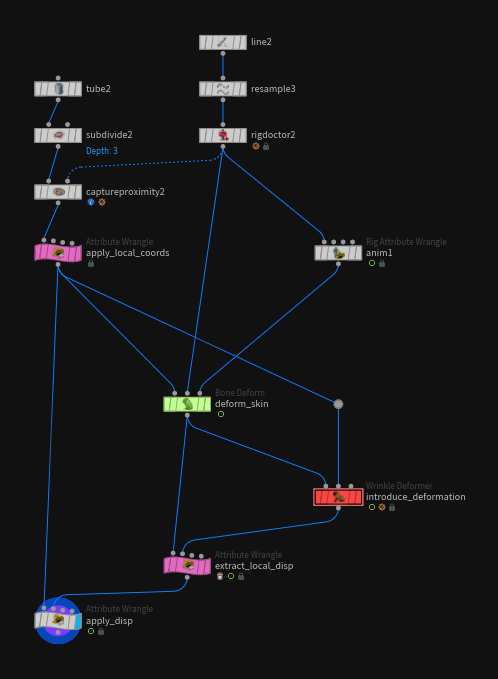 line2
tube2
resample3
subdivide2
rigdoctor2
Depth: 3
captureproximity2
Attribute Wrangle
apply_local_coords
Rig Attribute Wrangle
anim1
Bone Deform
deform_skin
Wrinkle Deformer
introduce_deformation
Attribute Wrangle
extract_local_disp
Attribute Wrangle
apply_disp